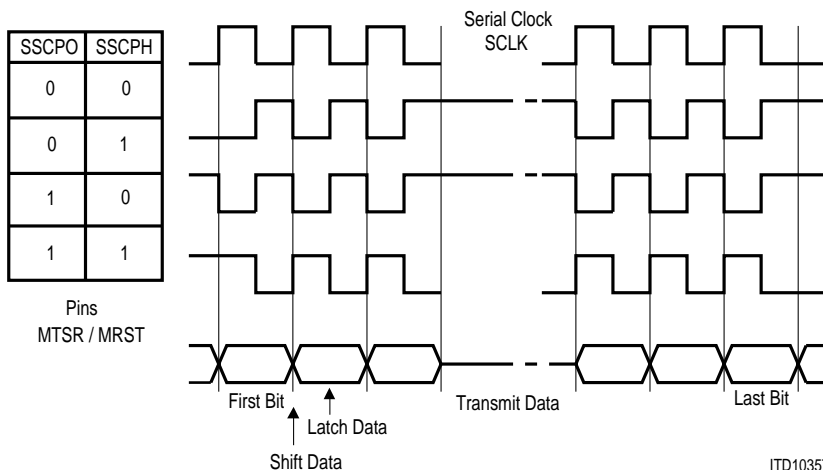 Serial Clock
SCLK
SSCPO SSCPH
0 0
0 1
1 0
1 1
Pins
MTSR / MRST
First Bit
Transmit Data
Last Bit
Latch Data
Shift Data
ITD10357